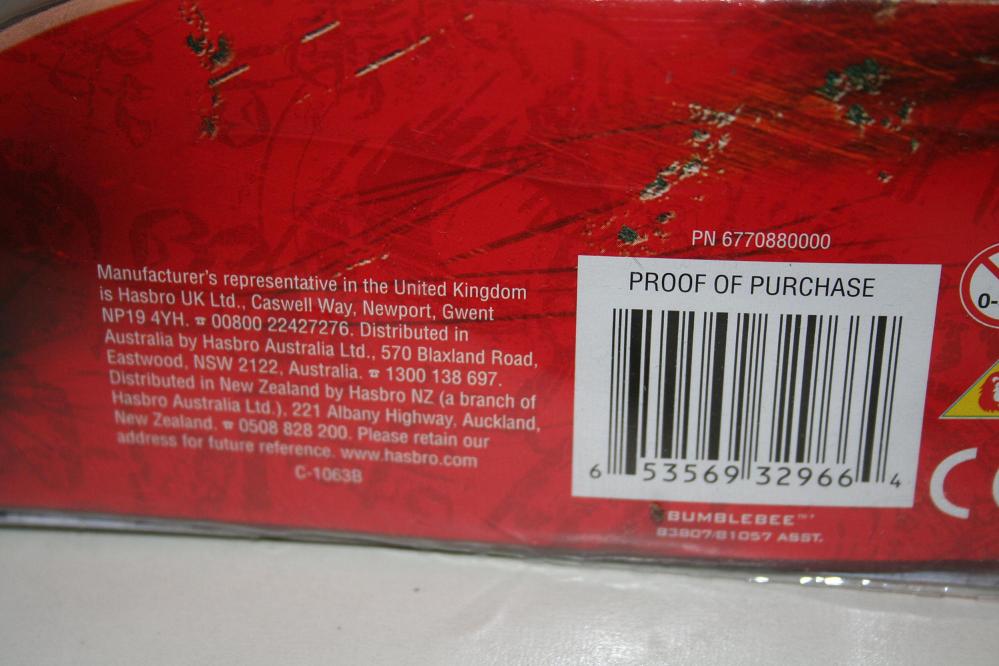 Manufacturer's representative in the United Kingdom
is Hasbro UK Ltd., Caswell Way, Newport, Gwent
NP19 4YH. ☎ 00800 22427276. Distributed in
Australia by Hasbro Australia Ltd., 570 Blaxland Road,
Eastwood, NSW 2122, Australia. ☎ 1300 138 697.
Distributed in New Zealand by Hasbro NZ (a branch of
Hasbro Australia Ltd.), 221 Albany Highway, Auckland,
New Zealand. ☎ 0508 828 200. Please retain our
address for future reference. www.hasbro.com
C-1063B
PN 6770880000
PROOF OF PURCHASE
6 53569 32966 4
BUMBLEBEE™'
83807/81057 ASST.
0-
C